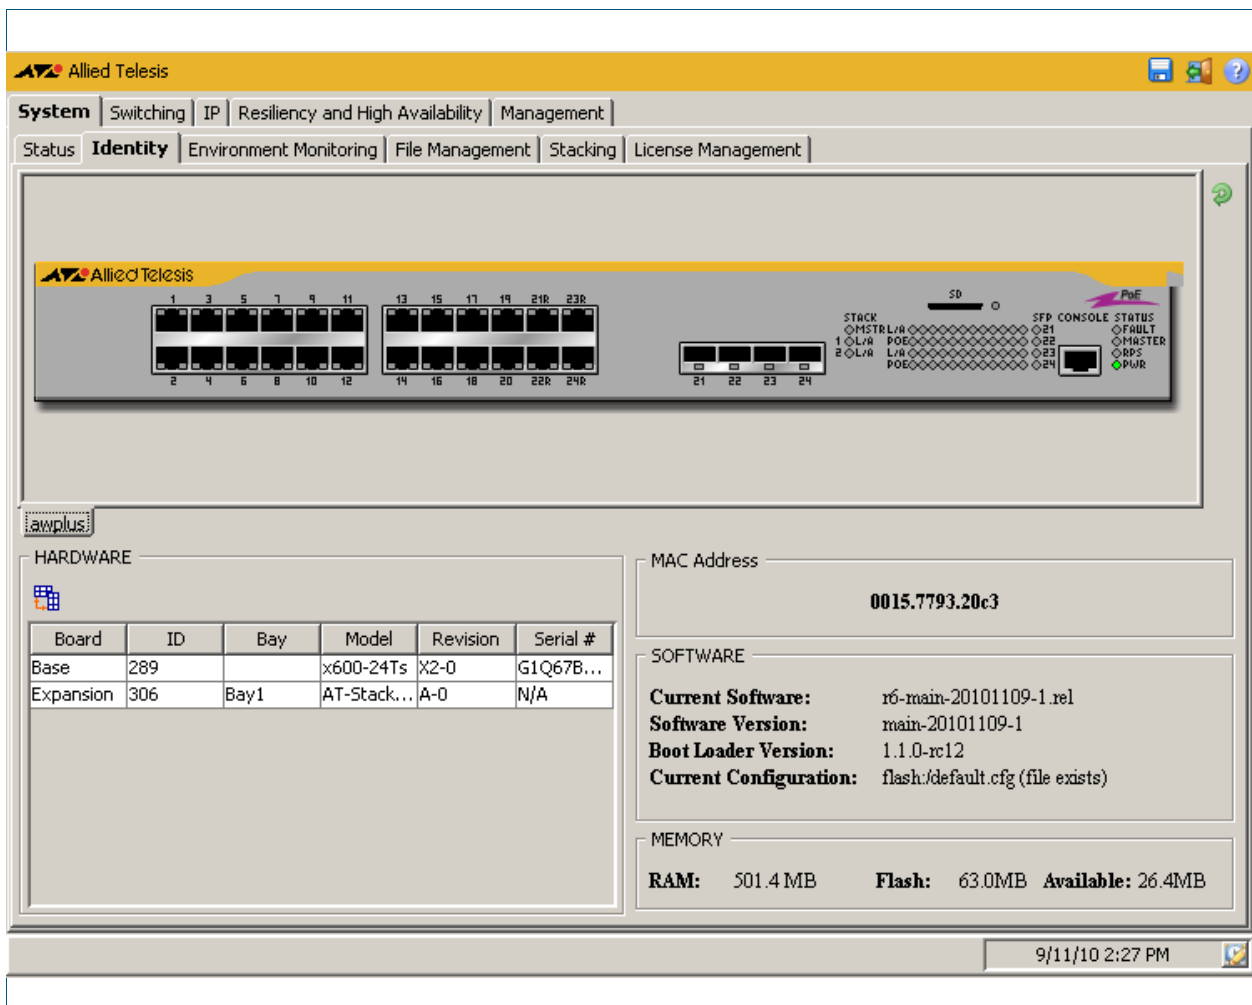 Allied Telesis
System Switching IP Resiliency and High Availability Management
Status Identity Environment Monitoring File Management Stacking License Management
Allied Telesis
1 3 5 7 9 11 13 15 17 19 21R 23R
2 4 6 8 10 12 14 16 18 20 22R 24R
21 22 23 24
SD
PoE
STACK SFP CONSOLE STATUS
MSTR L/A 21 FAULT
1 L/A POE 22 MASTER
2 L/A L/A 23 RPS
POE 24 PWR
awplus
HARDWARE
Board ID Bay Model Revision Serial #
Base 289 x600-24Ts X2-0 G1Q67B...
Expansion 306 Bay1 AT-Stack... A-0 N/A
MAC Address
0015.7793.20c3
SOFTWARE
Current Software: r6-main-20101109-1.rel
Software Version: main-20101109-1
Boot Loader Version: 1.1.0-rc12
Current Configuration: flash:/default.cfg (file exists)
MEMORY
RAM: 501.4 MB Flash: 63.0MB Available: 26.4MB
9/11/10 2:27 PM